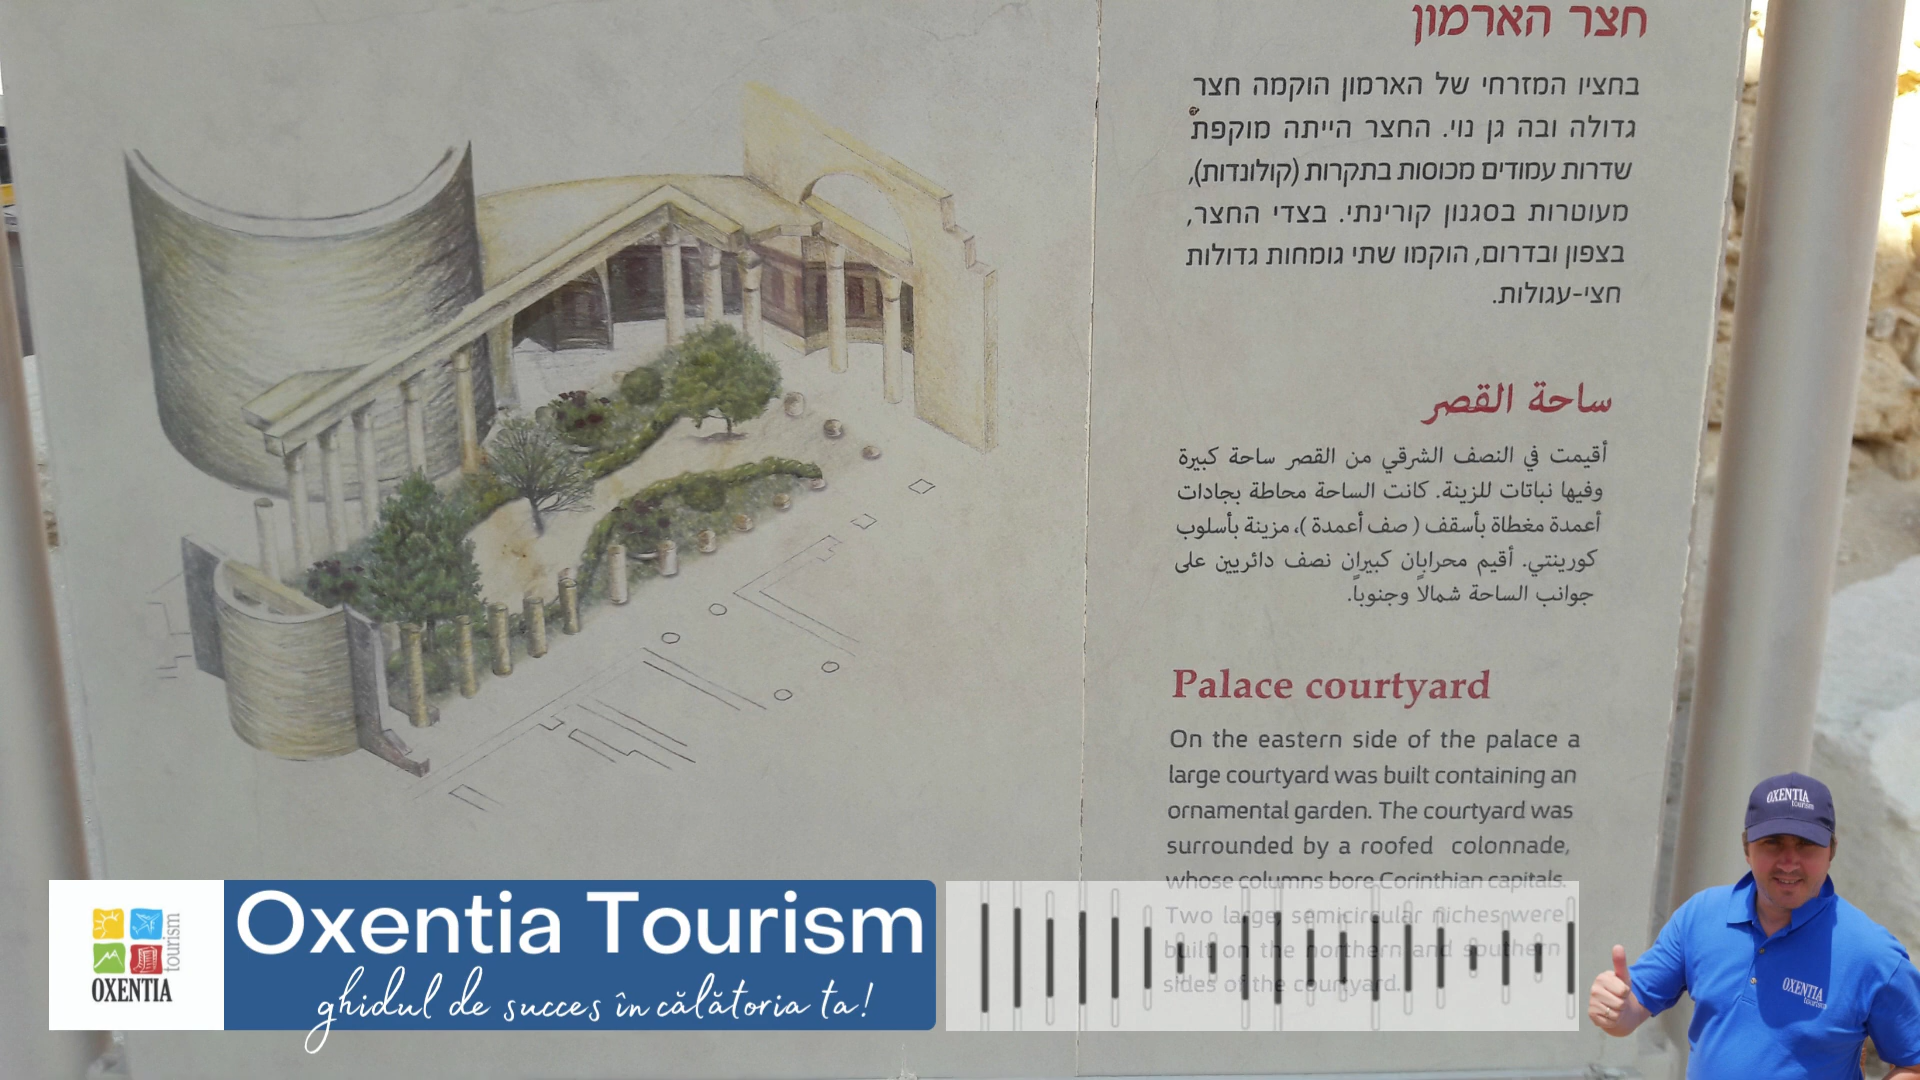 חצר הארמון
בחציו המזרחי של הארמון הוקמה חצר
גדולה ובה גן נוי. החצר הייתה מוקפת
שדרות עמודים מכוסות בתקרות (קולונדות),
מעוטרות בסגנון קורינתי. בצדי החצר,
בצפון ובדרום, הוקמו שתי גומחות גדולות
חצי-עגולות.
ساحة القصر
أقيمت في النصف الشرقي من القصر ساحة كبيرة
وفيها نباتات للزينة. كانت الساحة محاطة بجادات
أعمدة مغطاة بأسقف ( صف أعمدة )، مزينة بأسلوب
كورينتي. أقيم محرابان كبيران نصف دائريين على
جوانب الساحة شمالاً وجنوباً.
Palace courtyard
On the eastern side of the palace a
large courtyard was built containing an
ornamental garden. The courtyard was
surrounded by a roofed colonnade,
whose columns bore Corinthian capitals.
Two large semicircular niches were
built on the northern and southern
sides of the courtyard.
OXENTIA
tourism
Oxentia Tourism
ghidul de succes în călătoria ta!
OXENTIA
tourism
OXENTIA
tourism